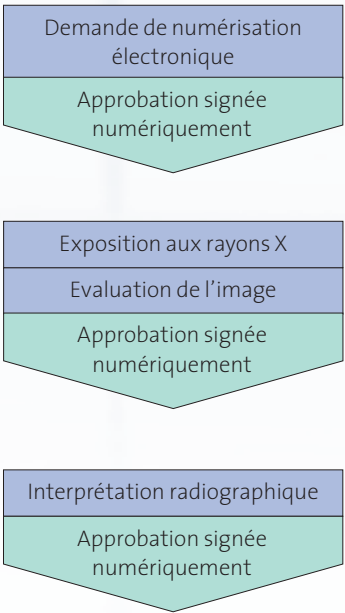 Demande de numérisation
électronique
Approbation signée
numériquement
Exposition aux rayons X
Evaluation de l’image
Approbation signée
numériquement
Interprétation radiographique
Approbation signée
numériquement